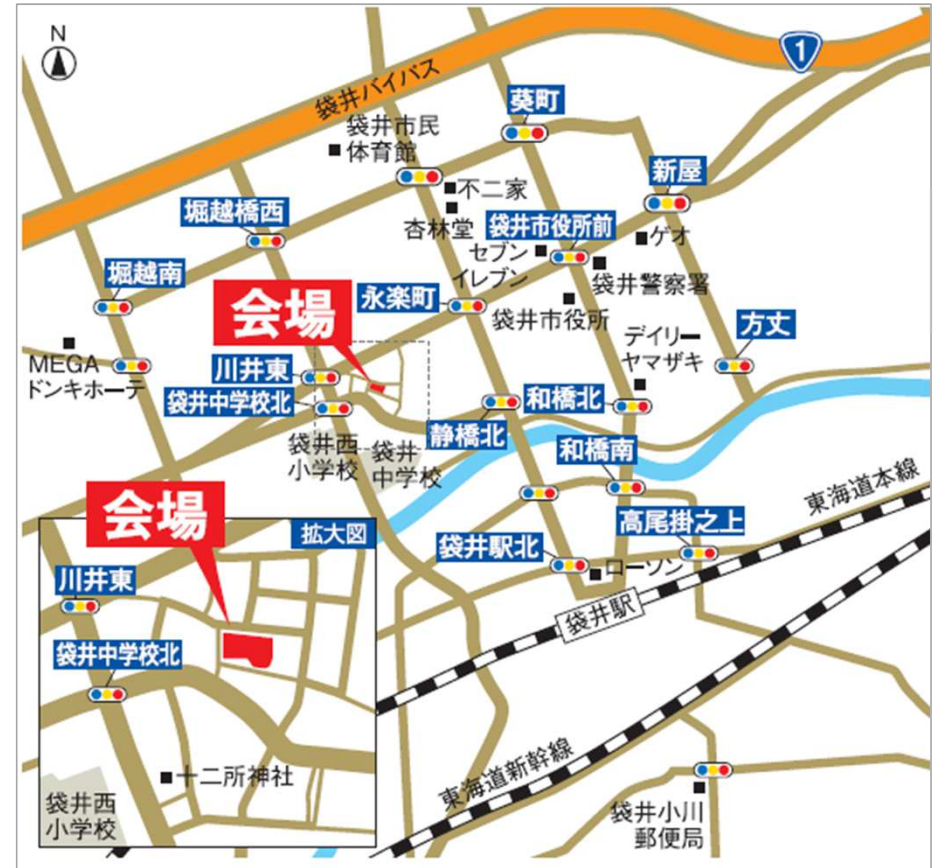 N
1
袋井バイパス
葵町
袋井市民
体育館
不二家
新屋
堀越橋西
杏林堂
袋井市役所前
セブン
イレブン
ゲオ
堀越南
袋井警察署
会場
永楽町
袋井市役所
デイリー
ヤマザキ
方丈
MEGA
ドンキホーテ
川井東
袋井中学校北
和橋北
静橋北
袋井西
小学校
袋井
中学校
和橋南
東海道本線
会場
拡大図
高尾掛之上
袋井駅北
ローソン
川井東
袋井駅
袋井中学校北
東海道新幹線
十二所神社
袋井西
小学校
袋井小川
郵便局